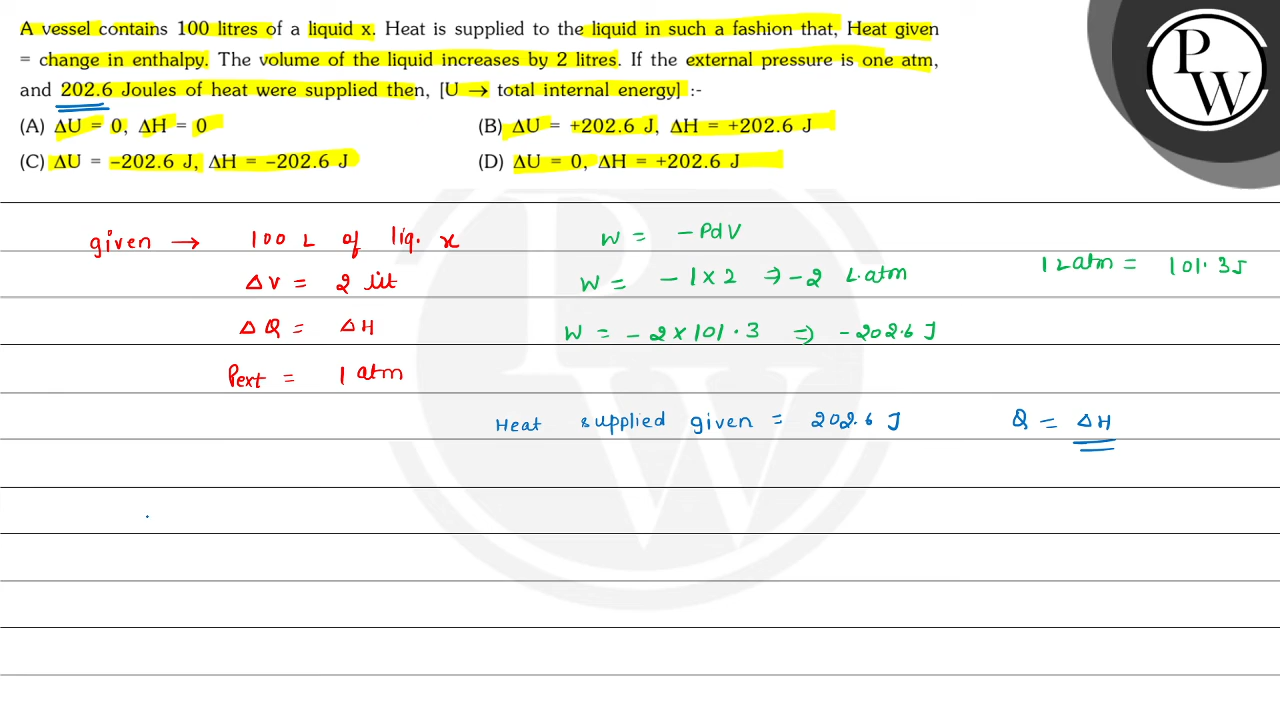 A vessel contains 100 litres of a liquid x. Heat is supplied to the liquid in such a fashion that, Heat given
= change in enthalpy. The volume of the liquid increases by 2 litres. If the external pressure is one atm,
and 202.6 Joules of heat were supplied then, [U → total internal energy] :-
(A) ΔU = 0, ΔH = 0 (B) ΔU = +202.6 J, ΔH = +202.6 J
(C) ΔU = –202.6 J, ΔH = –202.6 J (D) ΔU = 0, ΔH = +202.6 J
given → 100 L of liq. x
ΔV = 2 lit
ΔQ = ΔH
Pext = 1 atm
W = - PdV
W = - 1 x 2 ⇒ - 2 L.atm
W = - 2 x 101.3 ⇒ - 202.6 J
1 L atm = 101.3 J
Heat supplied given = 202.6 J Q = ΔH
P
W
PW